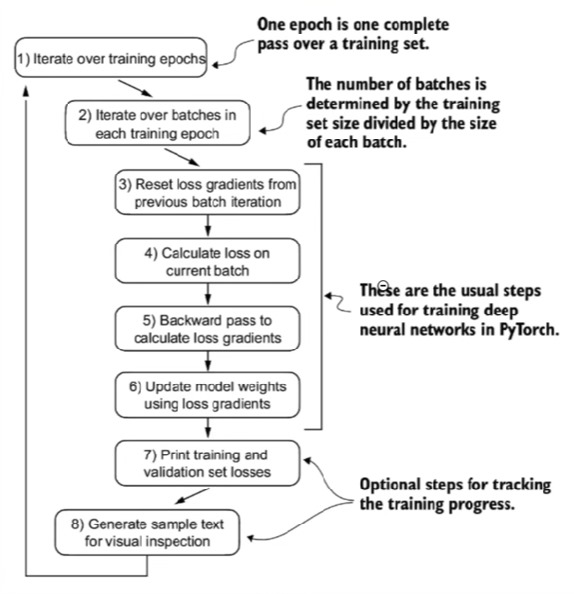 One epoch is one complete
pass over a training set.
1) Iterate over training epochs
The number of batches is
determined by the training
set size divided by the size
of each batch.
2) Iterate over batches in
each training epoch
3) Reset loss gradients from
previous batch iteration
4) Calculate loss on
current batch
5) Backward pass to
calculate loss gradients
These are the usual steps
used for training deep
neural networks in PyTorch.
6) Update model weights
using loss gradients
7) Print training and
validation set losses
Optional steps for tracking
the training progress.
8) Generate sample text
for visual inspection